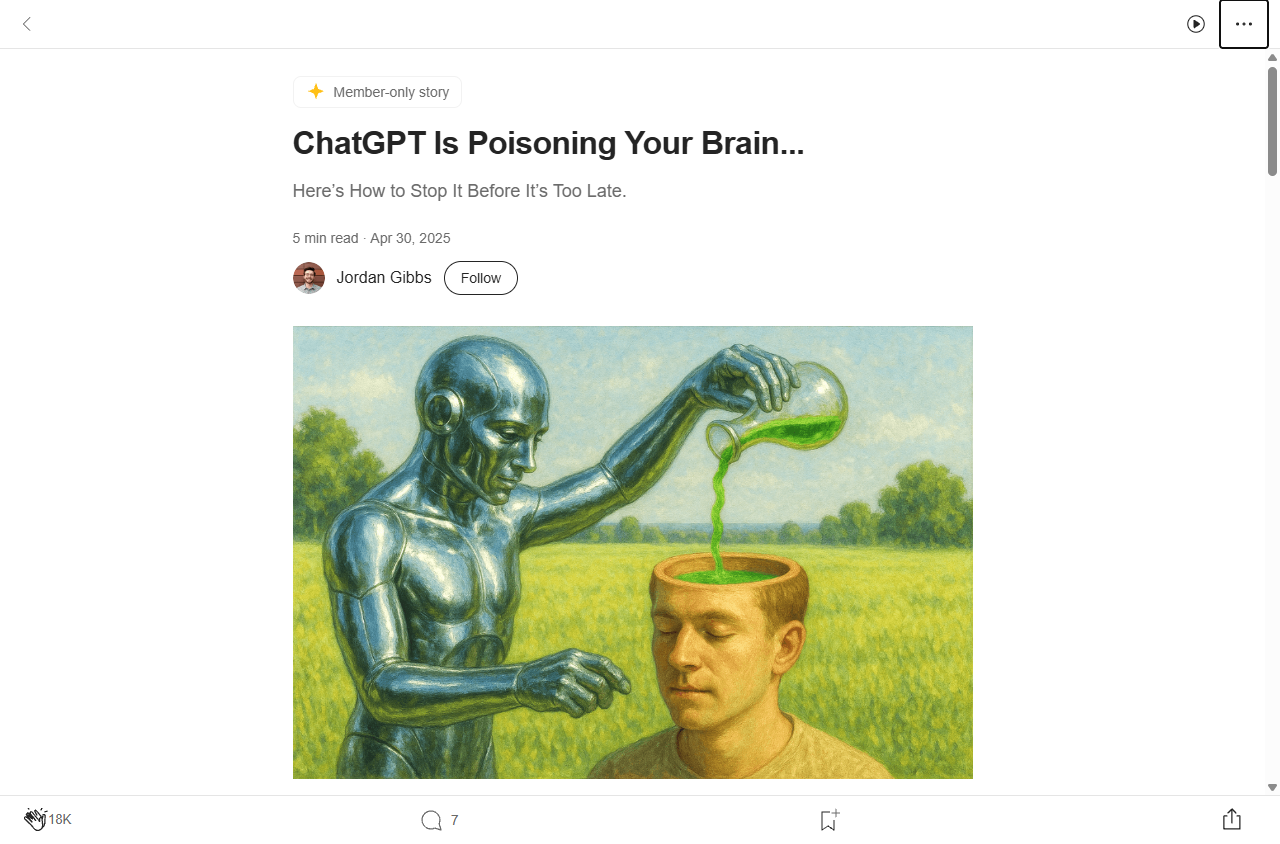 Member-only story
ChatGPT Is Poisoning Your Brain...
Here’s How to Stop It Before It’s Too Late.
5 min read · Apr 30, 2025
Jordan Gibbs
Follow
18K
7